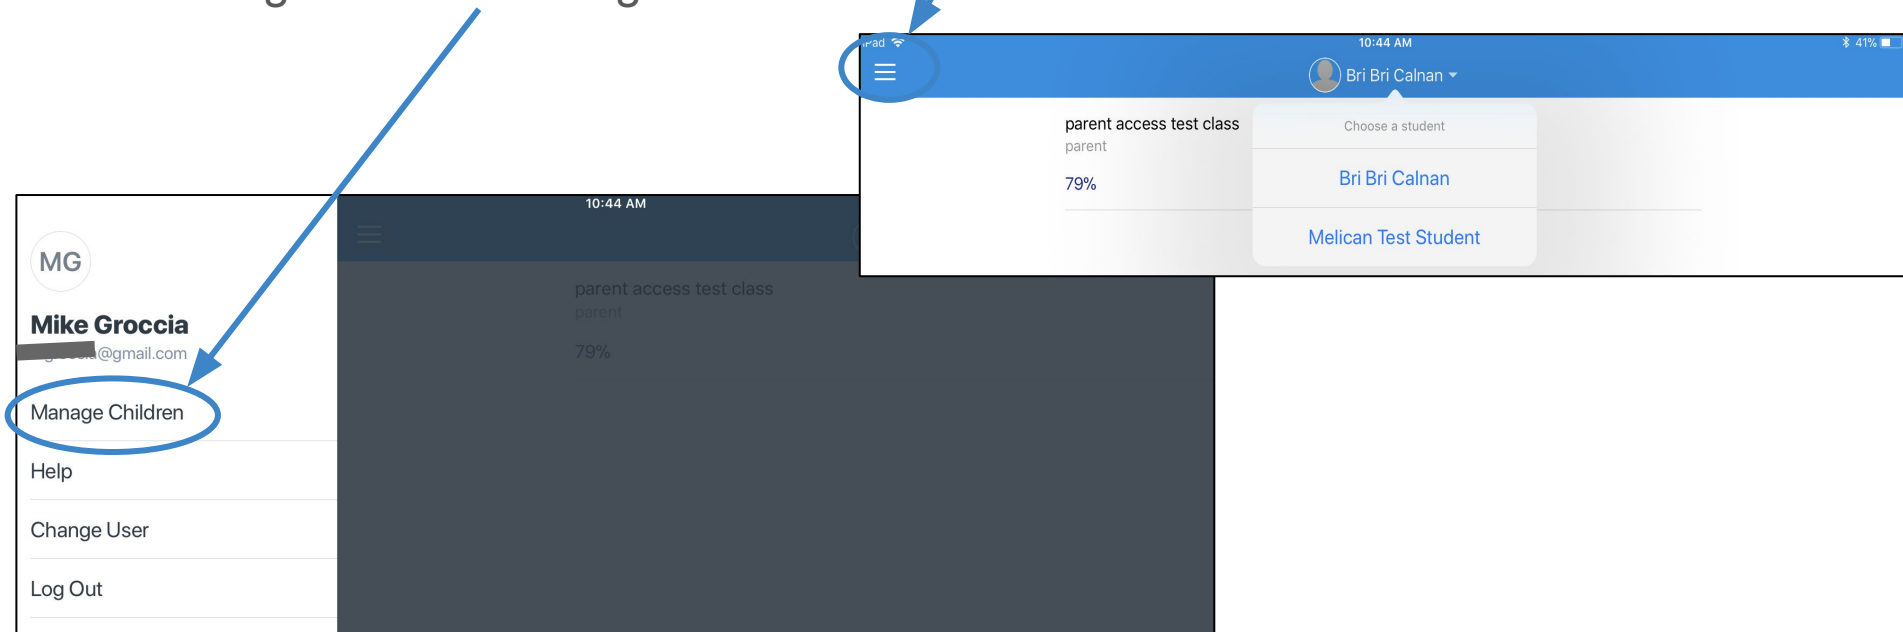 iPad
10:44 AM
41%
Bri Bri Calnan
parent access test class
parent
79%
Choose a student
Bri Bri Calnan
Melican Test Student
10:44 AM
MG
Mike Groccia
@gmail.com
Manage Children
Help
Change User
Log Out
parent access test class
parent
79%